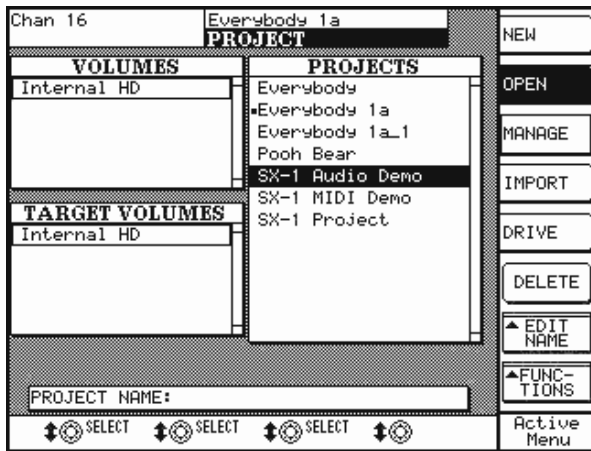 Chan 16
Everybody 1a
PROJECT
VOLUMES
Internal HD
TARGET VOLUMES
Internal HD
PROJECTS
Everybody
▪Everybody 1a
Everybody 1a_1
Pooh Bear
SX-1 Audio Demo
SX-1 MIDI Demo
SX-1 Project
PROJECT NAME:
SELECT SELECT SELECT
NEW
OPEN
MANAGE
IMPORT
DRIVE
DELETE
EDIT
NAME
FUNC-
TIONS
Active
Menu